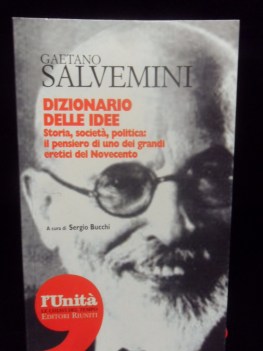 GAETANO
SALVEMINI
DIZIONARIO
DELLE IDEE
Storia, società, politica:
il pensiero di uno dei grandi
eretici del Novecento
A cura di Sergio Bucchi
l'Unità
EDITORI RIUNITI